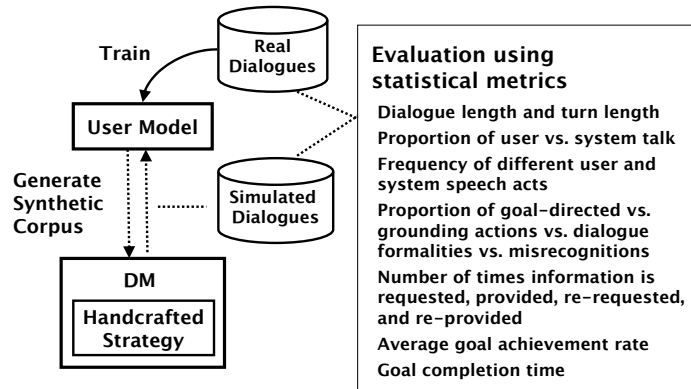 Real
Dialogues
Train
User Model
Generate
Synthetic
Corpus
Simulated
Dialogues
DM
Handcrafted
Strategy
Evaluation using
statistical metrics
Dialogue length and turn length
Proportion of user vs. system talk
Frequency of different user and
system speech acts
Proportion of goal-directed vs.
grounding actions vs. dialogue
formalities vs. misrecognitions
Number of times information is
requested, provided, re-requested,
and re-provided
Average goal achievement rate
Goal completion time